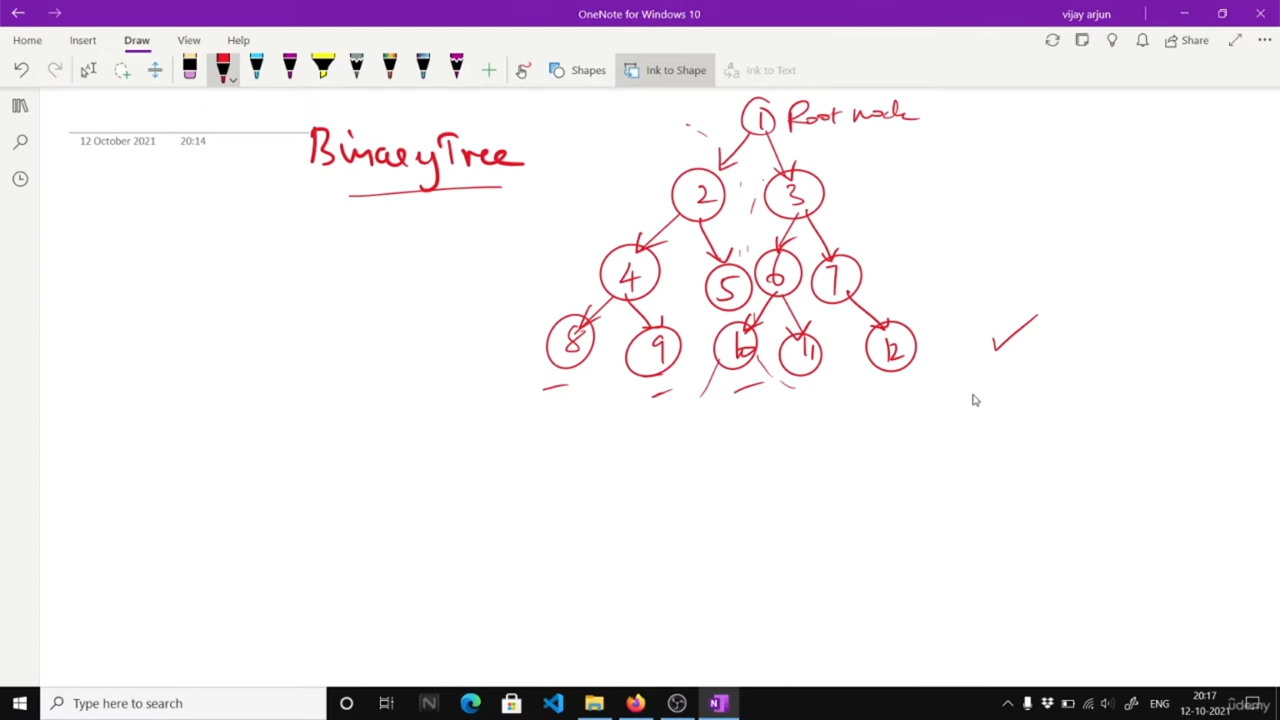 OneNote for Windows 10
vijay arjun
Home Insert Draw View Help
Share
Shapes
Ink to Shape
Ink to Text
12 October 2021 20:14
BinaryTree
1 Root node
2 3
4 5 6 7
8 9 10 11 12
Type here to search
N
N
ENG
20:17
12-10-2021
udemy